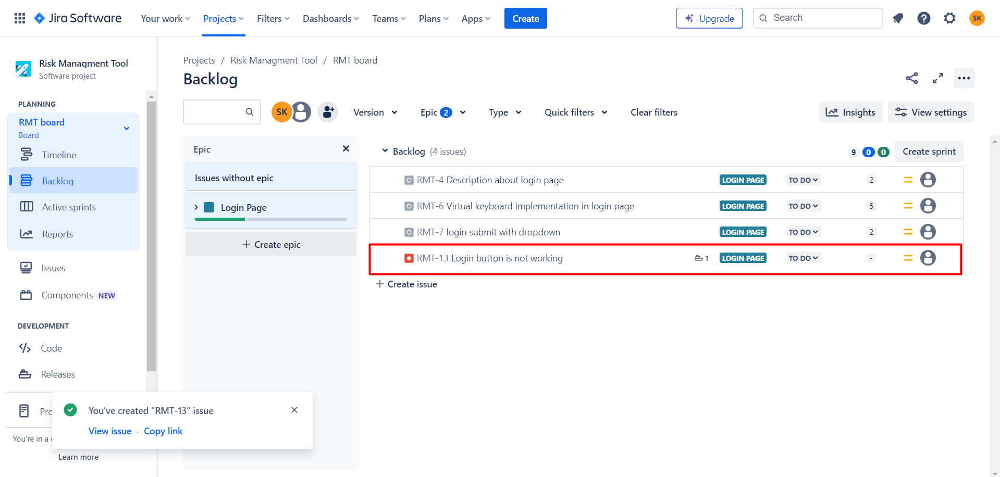 Jira Software Your work Projects Filters Dashboards Teams Plans Apps Create Upgrade Search SK
Risk Managment Tool
Software project
PLANNING
RMT board
Board
Timeline
Backlog
Active sprints
Reports
Issues
Components NEW
DEVELOPMENT
Code
Releases
Pro
You're in a
Learn more
Projects / Risk Managment Tool / RMT board
Backlog
SK Version Epic 2 Type Quick filters Clear filters Insights View settings
Epic
Issues without epic
Login Page
+ Create epic
Backlog (4 issues) 9 0 0 Create sprint
RMT-4 Description about login page LOGIN PAGE TO DO 2
RMT-6 Virtual keyboard implementation in login page LOGIN PAGE TO DO 5
RMT-7 login submit with dropdown LOGIN PAGE TO DO 2
RMT-13 Login button is not working 1 LOGIN PAGE TO DO -
+ Create issue
You've created "RMT-13" issue
View issue · Copy link